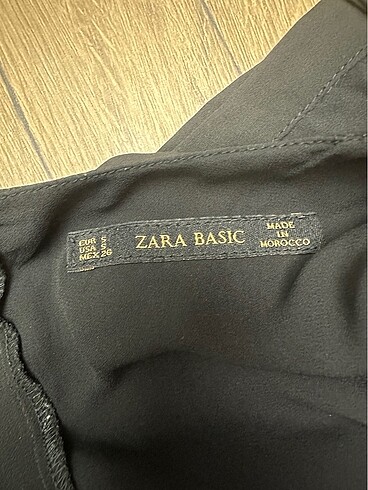 EUR S
USA S
MEX 26
ZARA BASIC
MADE
IN
MOROCCO